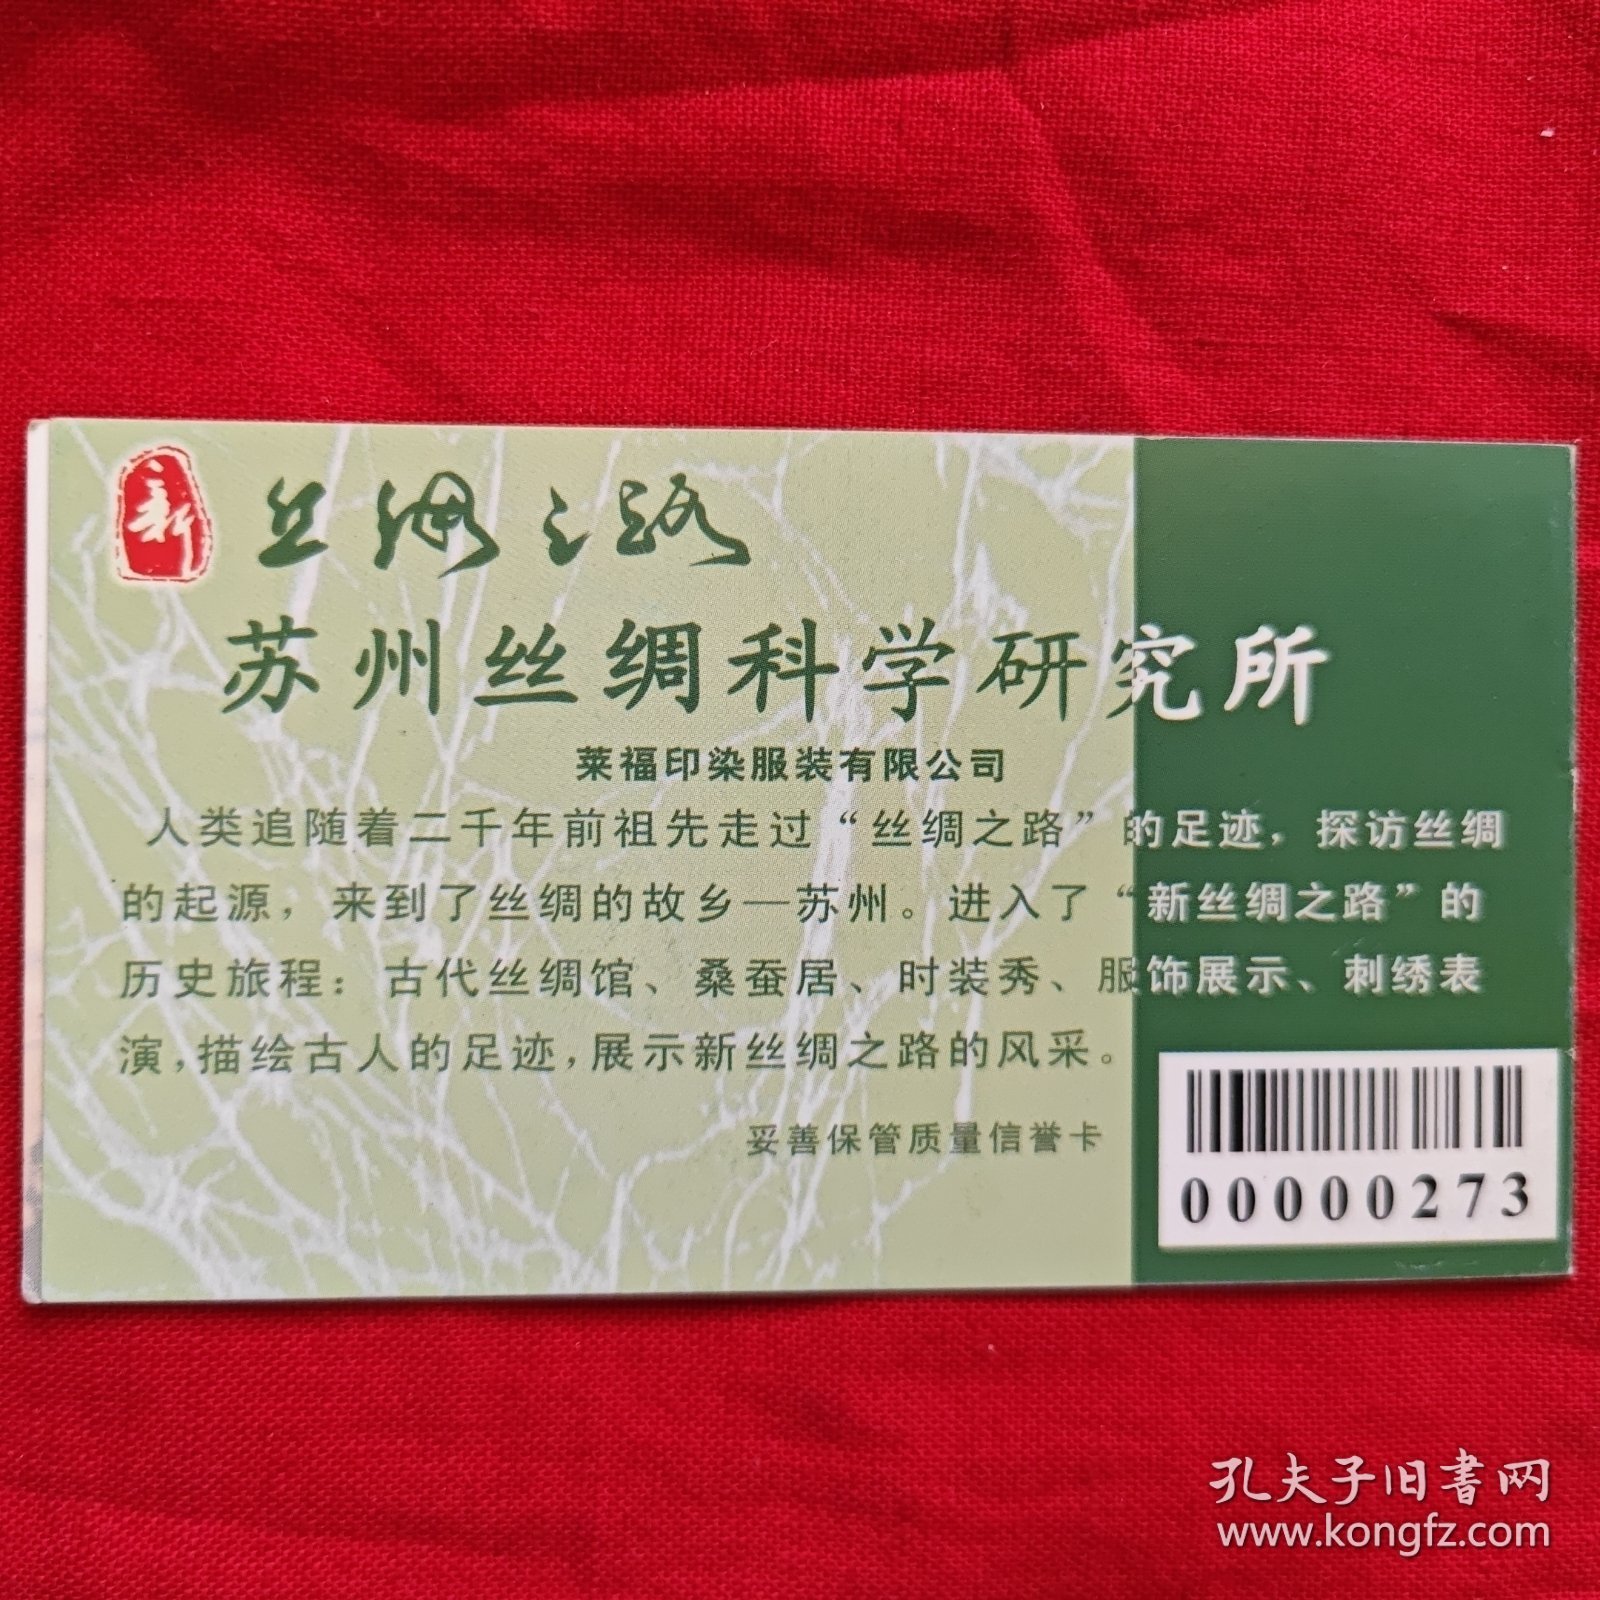 新 丝绸之路
苏州丝绸科学研究所
莱福印染服装有限公司
人类追随着二千年前祖先走过“丝绸之路”的足迹，探访丝绸
的起源，来到了丝绸的故乡—苏州。进入了“新丝绸之路”的
历史旅程：古代丝绸馆、桑蚕居、时装秀、服饰展示、刺绣表
演，描绘古人的足迹，展示新丝绸之路的风采。
妥善保管质量信誉卡
00000273
孔夫子旧书网
www.kongfz.com